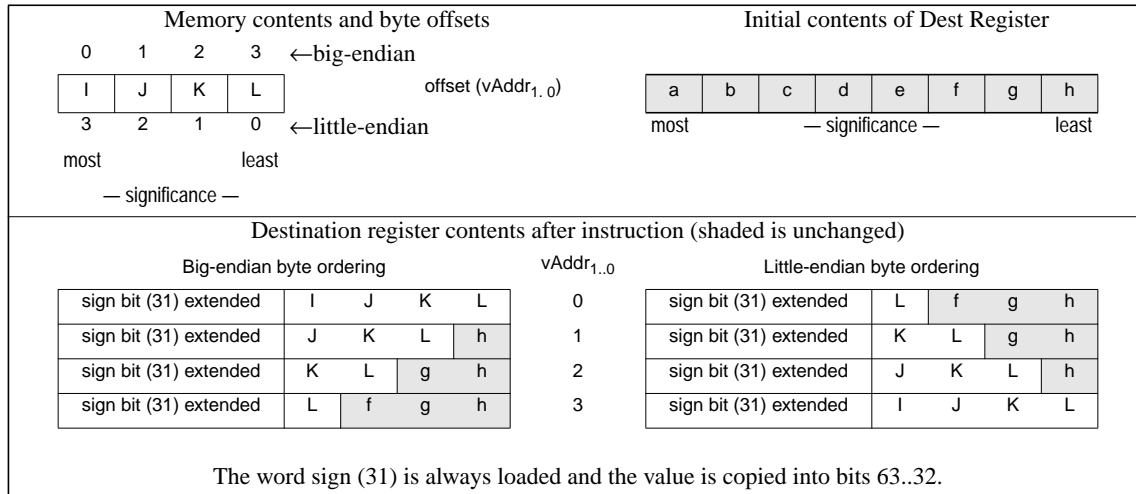 Memory contents and byte offsets
Initial contents of Dest Register
0 1 2 3 ←big-endian
I J K L
offset (vAddr1. 0)
a b c d e f g h
3 2 1 0 ←little-endian
most — significance — least
most least
— significance —
Destination register contents after instruction (shaded is unchanged)
Big-endian byte ordering vAddr1..0 Little-endian byte ordering
sign bit (31) extended I J K L 0 sign bit (31) extended L f g h
sign bit (31) extended J K L h 1 sign bit (31) extended K L g h
sign bit (31) extended K L g h 2 sign bit (31) extended J K L h
sign bit (31) extended L f g h 3 sign bit (31) extended I J K L
The word sign (31) is always loaded and the value is copied into bits 63..32.